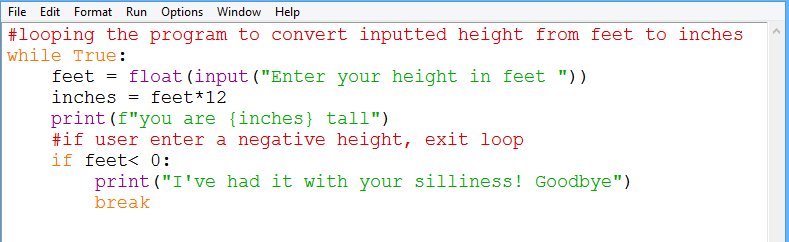 File Edit Format Run Options Window Help
#looping the program to convert inputted height from feet to inches
while True:
    feet = float(input("Enter your height in feet "))
    inches = feet*12
    print(f"you are {inches} tall")
    #if user enter a negative height, exit loop
    if feet< 0:
        print("I've had it with your silliness! Goodbye")
        break